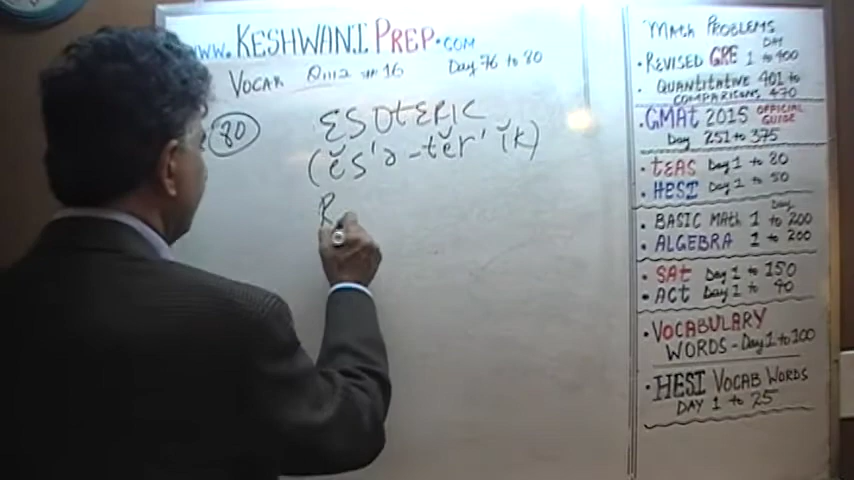 www.KESHWANI PREP.COM
VOCAB QUIZ # 16 Day 76 to 80
80
ESOTERIC
(ĕs'ə-tĕr'ĭk)
R
MATH PROBLEMS
DAY
• REVISED GRE 1 to 400
• QUANTITATIVE 401 to
COMPARISONS, 470
• GMAT 2015 OFFICIAL GUIDE
DAY 251 to 375
• TEAS Day 1 to 80
• HESI Day 1 to 50
Day
• BASIC MATH 1 to 200
• ALGEBRA 1 to 200
• SAT Day 1 to 150
• ACT Day 1 to 90
• VOCABULARY
WORDS - Day 1 to 100
• HESI VOCAB WORDS
DAY 1 to 25